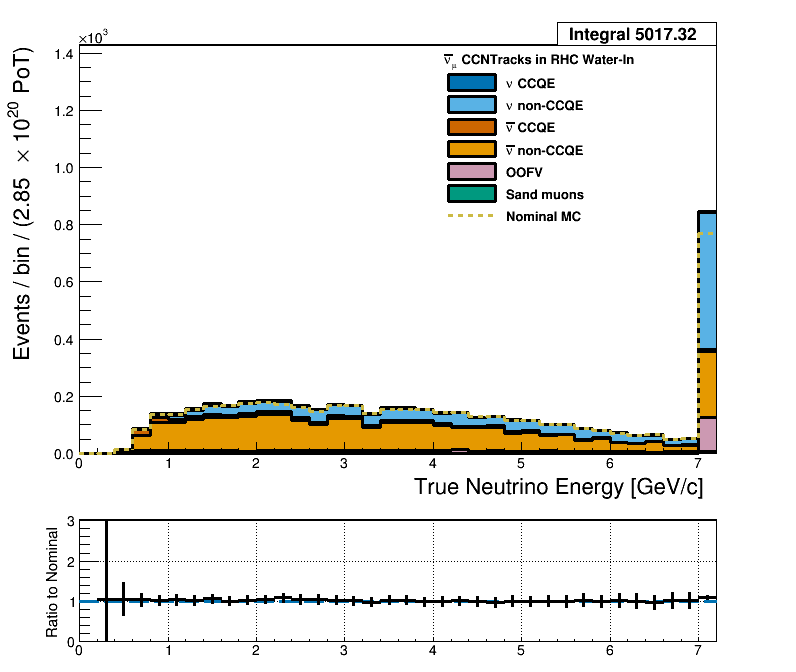 Integral 5017.32
×10³
ν̅μ CCNTracks in RHC Water-In
ν CCQE
ν non-CCQE
ν̅ CCQE
ν̅ non-CCQE
OOFV
Sand muons
Nominal MC
Events / bin / (2.85 × 10²⁰ PoT)
1.4
1.2
1.0
0.8
0.6
0.4
0.2
0.0
0 1 2 3 4 5 6 7
True Neutrino Energy [GeV/c]
Ratio to Nominal
3
2
1
0
0 1 2 3 4 5 6 7